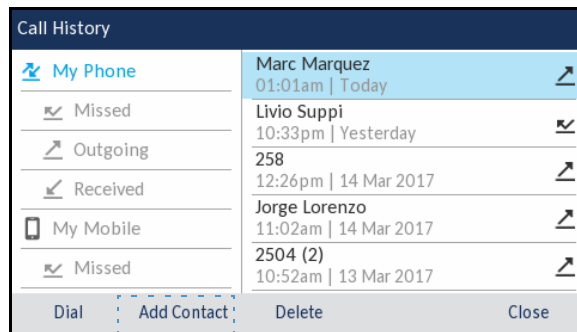 Call History
My Phone
Missed
Outgoing
Received
My Mobile
Missed
Marc Marquez
01:01am | Today
Livio Suppi
10:33pm | Yesterday
258
12:26pm | 14 Mar 2017
Jorge Lorenzo
11:02am | 14 Mar 2017
2504 (2)
10:52am | 13 Mar 2017
Dial Add Contact Delete Close